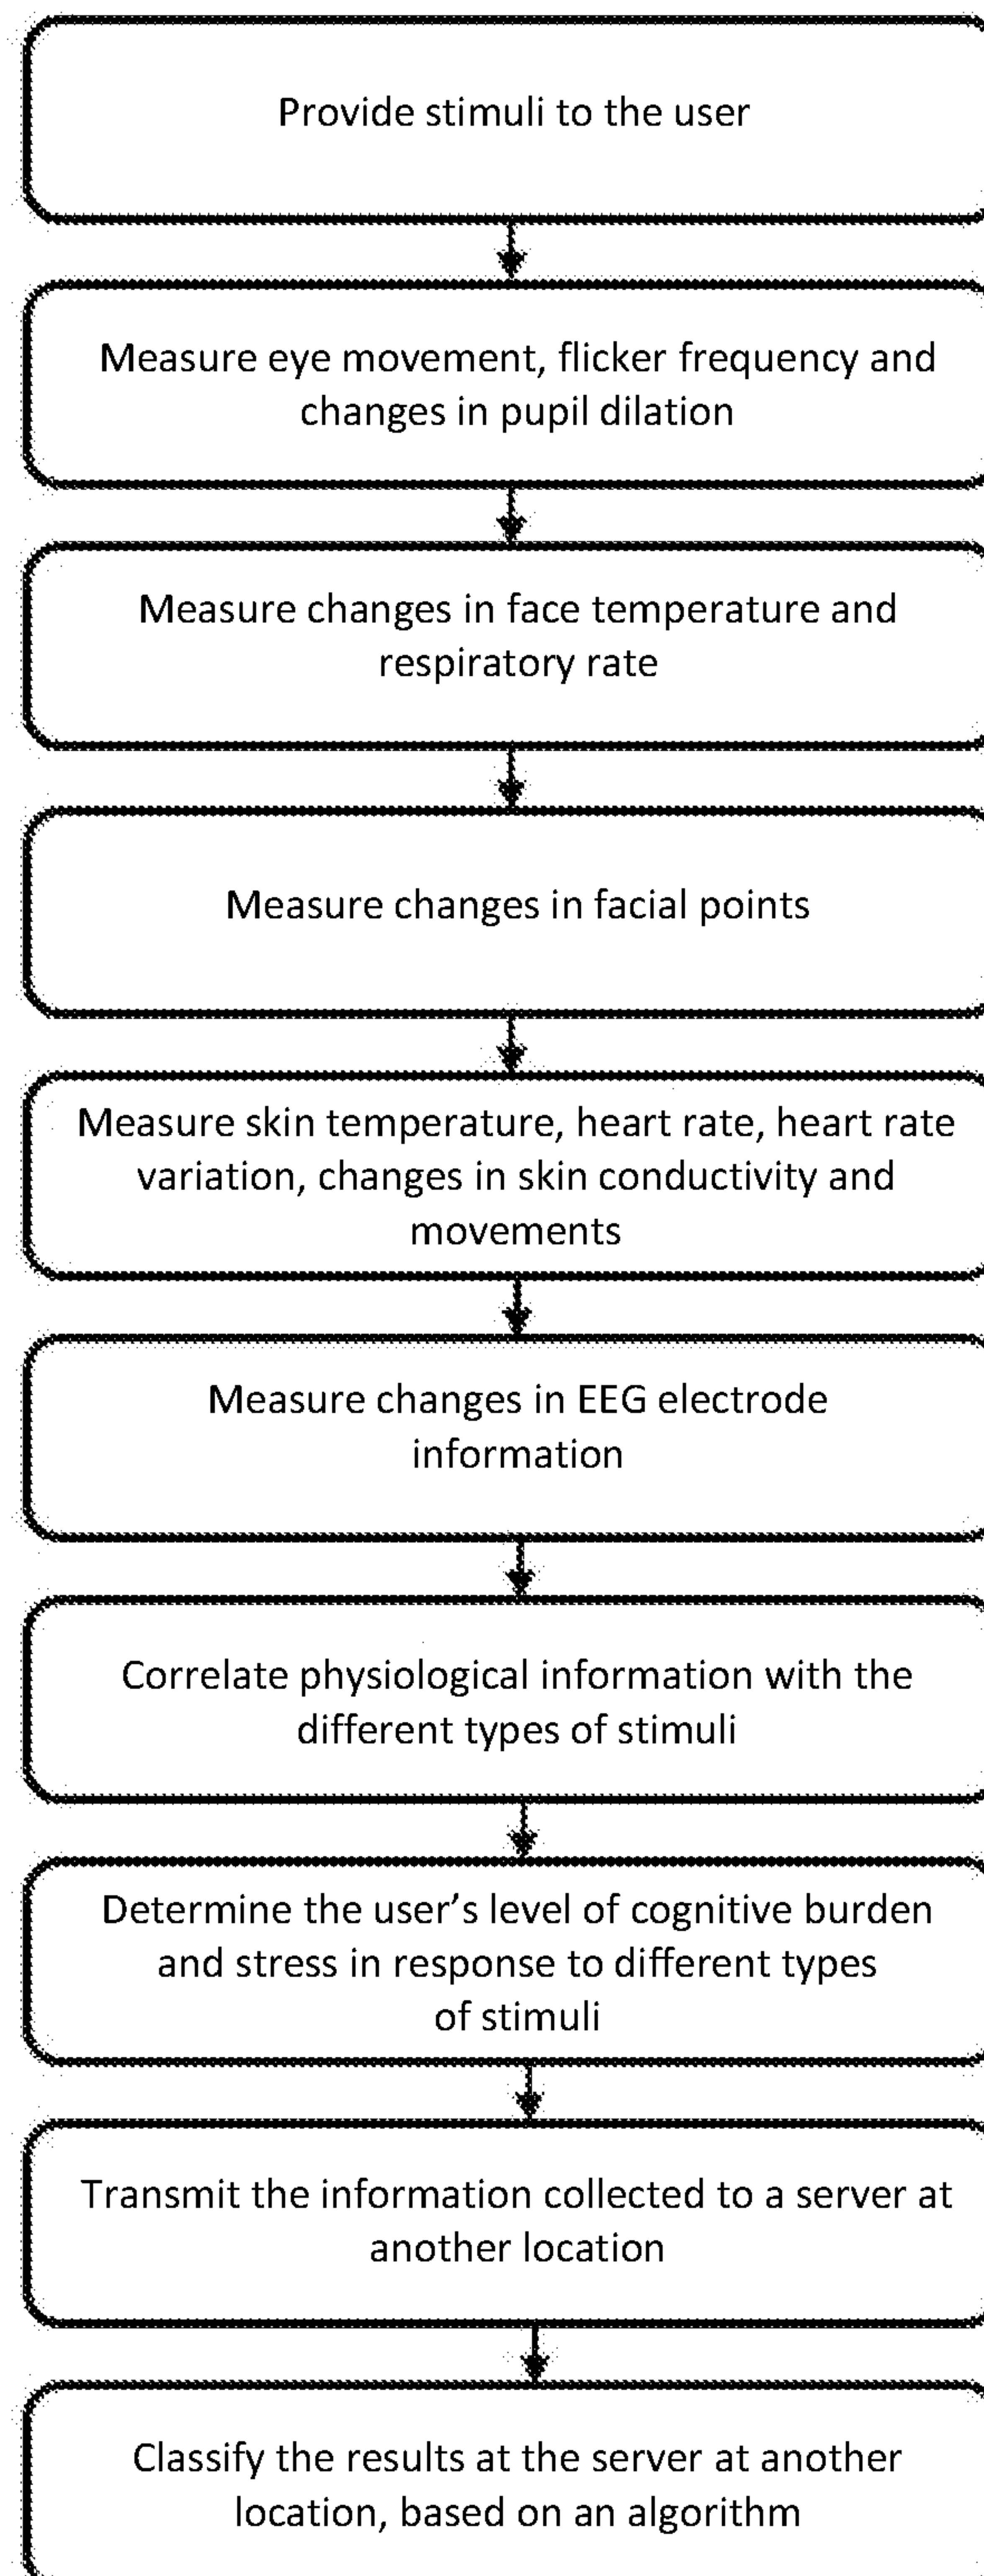 Provide stimuli to the user
Measure eye movement, flicker frequency and
changes in pupil dilation
Measure changes in face temperature and
respiratory rate
Measure changes in facial points
Measure skin temperature, heart rate, heart rate
variation, changes in skin conductivity and
movements
Measure changes in EEG electrode
information
Correlate physiological information with the
different types of stimuli
Determine the user’s level of cognitive burden
and stress in response to different types
of stimuli
Transmit the information collected to a server at
another location
Classify the results at the server at another
location, based on an algorithm